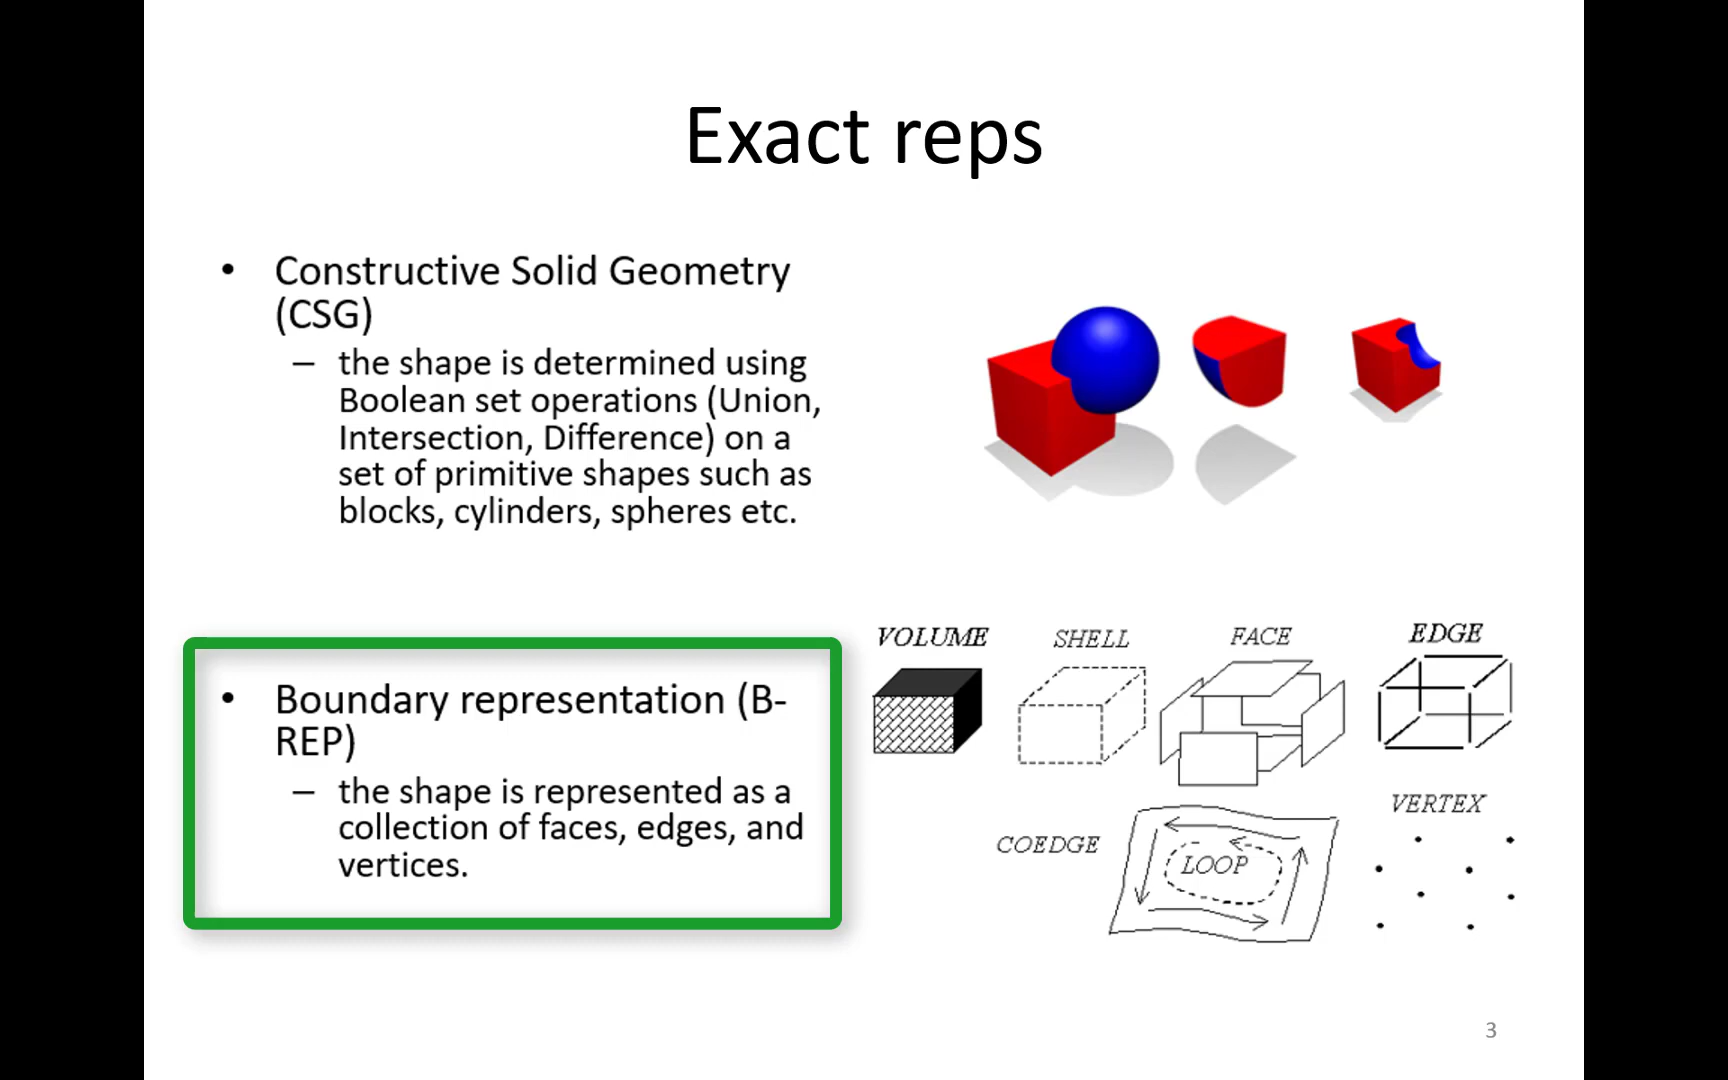 Exact reps
• Constructive Solid Geometry
(CSG)
– the shape is determined using
Boolean set operations (Union,
Intersection, Difference) on a
set of primitive shapes such as
blocks, cylinders, spheres etc.
• Boundary representation (B-
REP)
– the shape is represented as a
collection of faces, edges, and
vertices.
VOLUME
SHELL
FACE
EDGE
COEDGE
LOOP
VERTEX
3